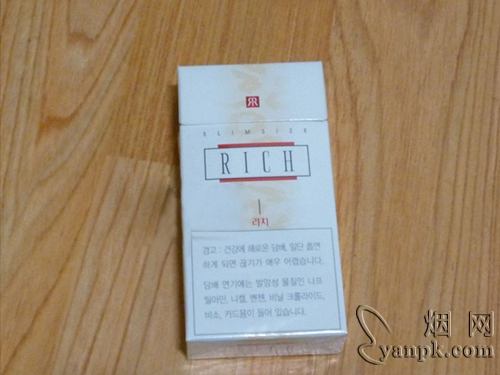 RR
SLIMSIZE
RICH
리치
경고 : 건강에 해로운 담배, 일단 흡연
하게 되면 끊기가 매우 어렵습니다.
담배 연기에는 발암성 물질인 나프
틸아민, 니켈, 벤젠, 비닐 크롤라이드,
비소, 카드뮴이 들어 있습니다.
烟网
yanpk.com